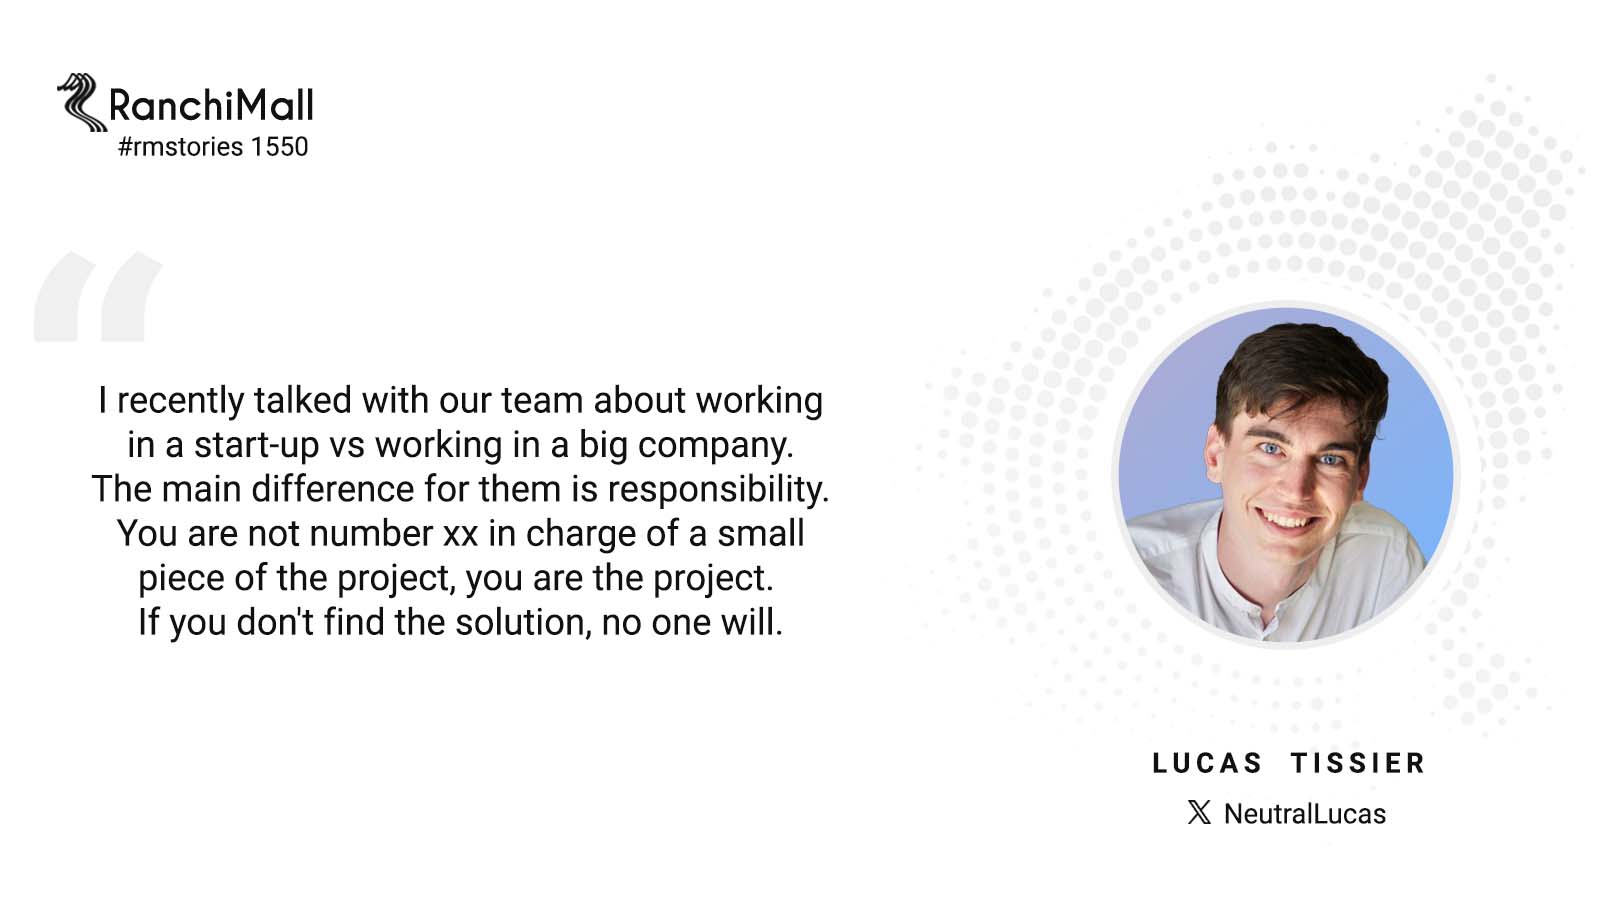 RanchiMall
#rmstories 1550
“
I recently talked with our team about working
in a start-up vs working in a big company.
The main difference for them is responsibility.
You are not number xx in charge of a small
piece of the project, you are the project.
If you don't find the solution, no one will.
LUCAS TISSIER
𝕏 NeutralLucas